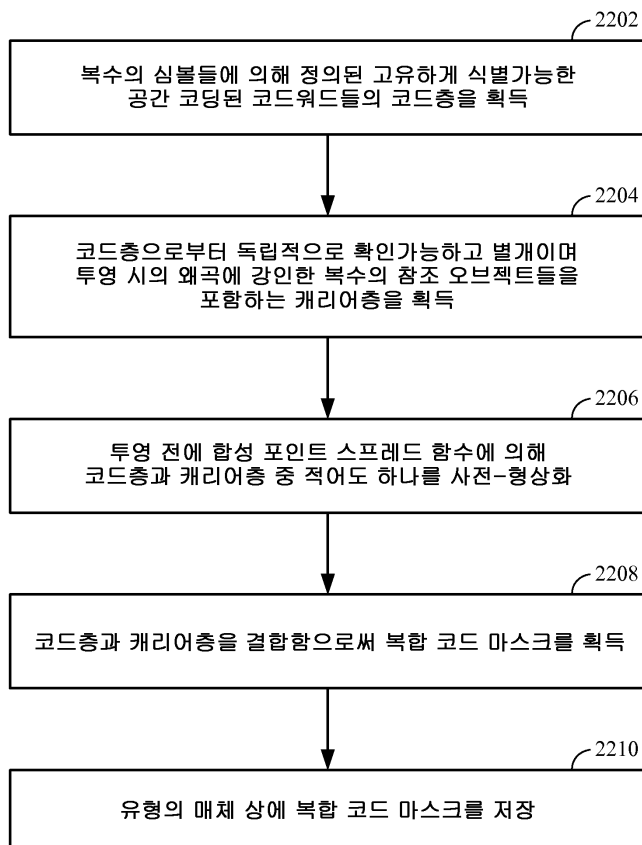 2202
복수의 심볼들에 의해 정의된 고유하게 식별가능한
공간 코딩된 코드워드들의 코드층을 획득
2204
코드층으로부터 독립적으로 확인가능하고 별개이며
투영 시의 왜곡에 강인한 복수의 참조 오브젝트들을
포함하는 캐리어층을 획득
2206
투영 전에 합성 포인트 스프레드 함수에 의해
코드층과 캐리어층 중 적어도 하나를 사전-형상화
2208
코드층과 캐리어층을 결합함으로써 복합 코드 마스크를 획득
2210
유형의 매체 상에 복합 코드 마스크를 저장